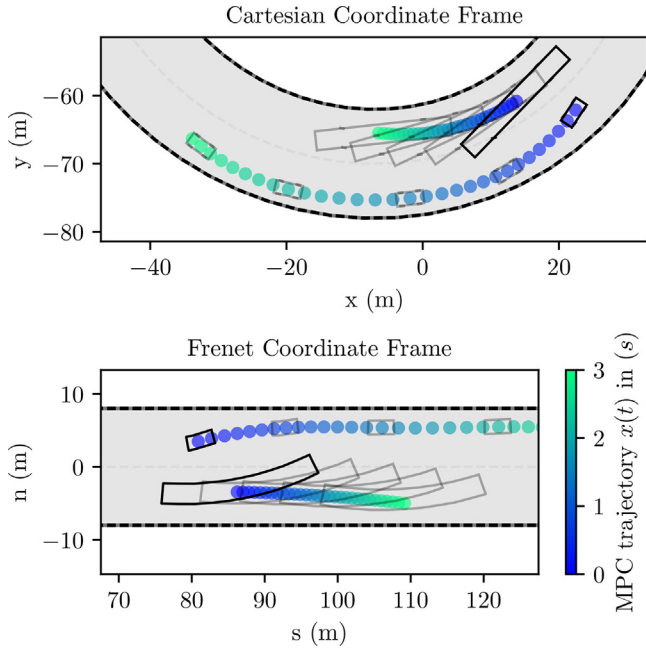 Cartesian Coordinate Frame
−60
−70
−80
y (m)
−40
−20
0
20
x (m)
Frenet Coordinate Frame
10
0
−10
n (m)
70
80
90
100
110
120
s (m)
3
2
1
0
MPC trajectory x(t) in (s)